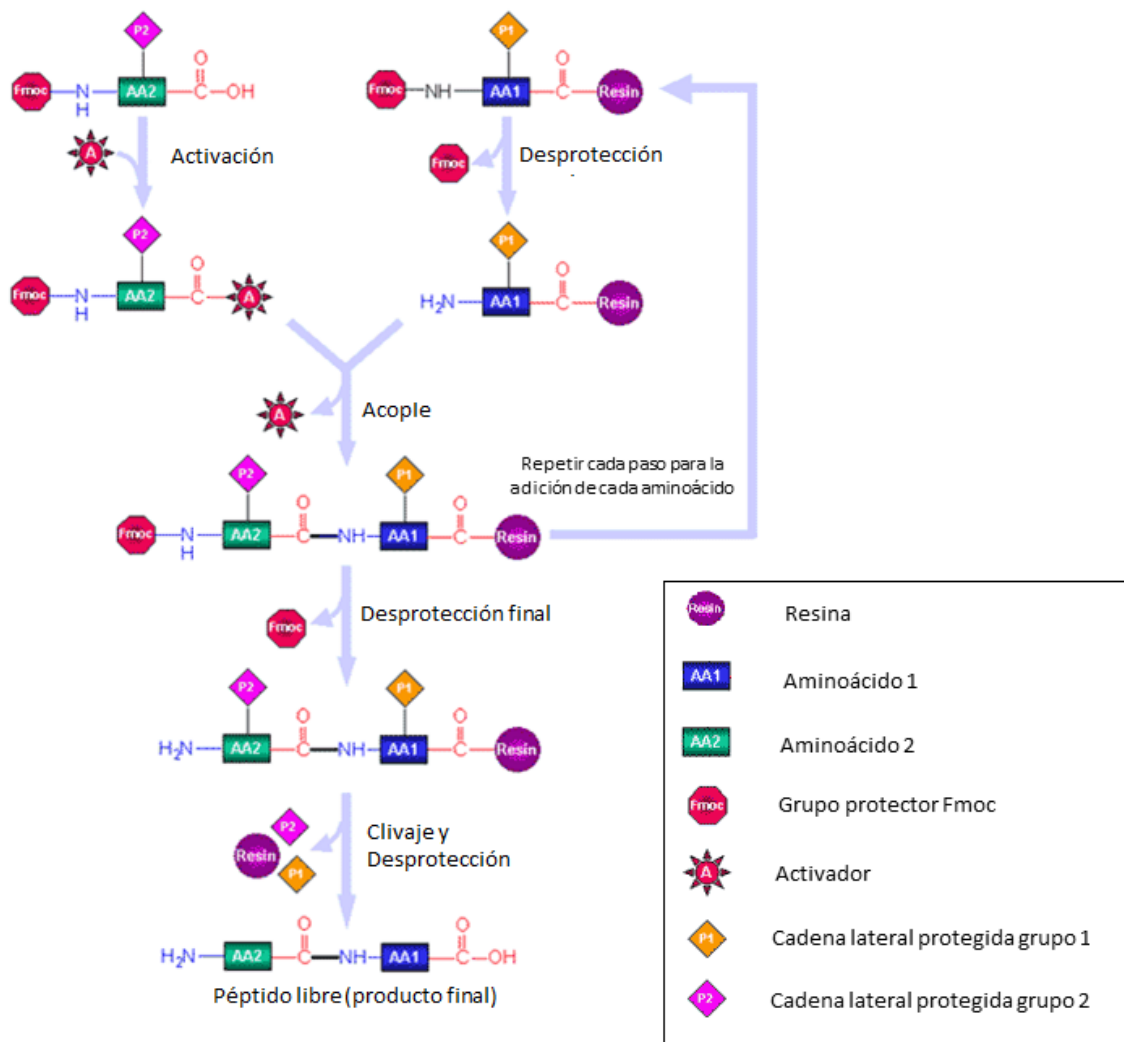 P2
P1
O
O
Fmoc
N
H
AA2
C
OH
Fmoc
NH
AA1
C
Resin
A
Activación
Fmoc
Desprotección
P2
P1
O
O
Fmoc
N
H
AA2
C
A
H₂N
AA1
C
Resin
A
Acople
Repetir cada paso para la
adición de cada aminoácido
P2
P1
O
O
Fmoc
N
H
AA2
C
NH
AA1
C
Resin
Fmoc
Desprotección final
P2
P1
O
O
H₂N
AA2
C
NH
AA1
C
Resin
P2
Resin
P1
Clivaje y
Desprotección
O
O
H₂N
AA2
C
NH
AA1
C
OH
Péptido libre (producto final)
Resin
Resina
AA1
Aminoácido 1
AA2
Aminoácido 2
Fmoc
Grupo protector Fmoc
A
Activador
P1
Cadena lateral protegida grupo 1
P2
Cadena lateral protegida grupo 2